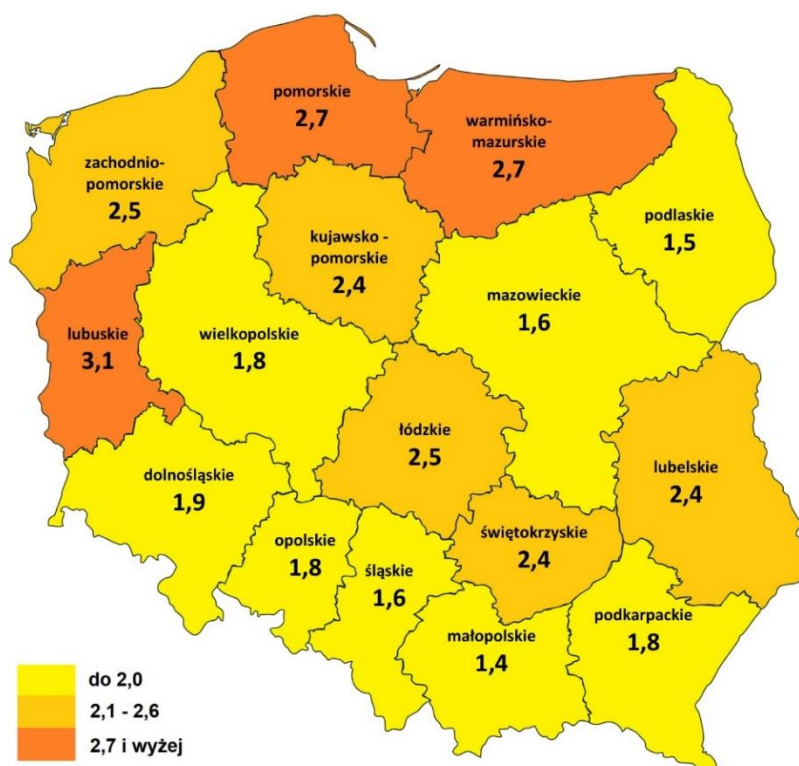 pomorskie
2,7
warmińsko-
mazurskie
2,7
zachodnio-
pomorskie
2,5
podlaskie
1,5
kujawsko -
pomorskie
2,4
mazowieckie
1,6
lubuskie
3,1
wielkopolskie
1,8
łódzkie
2,5
lubelskie
2,4
dolnośląskie
1,9
opolskie
1,8
śląskie
1,6
świętokrzyskie
2,4
małopolskie
1,4
podkarpackie
1,8
do 2,0
2,1 - 2,6
2,7 i wyżej